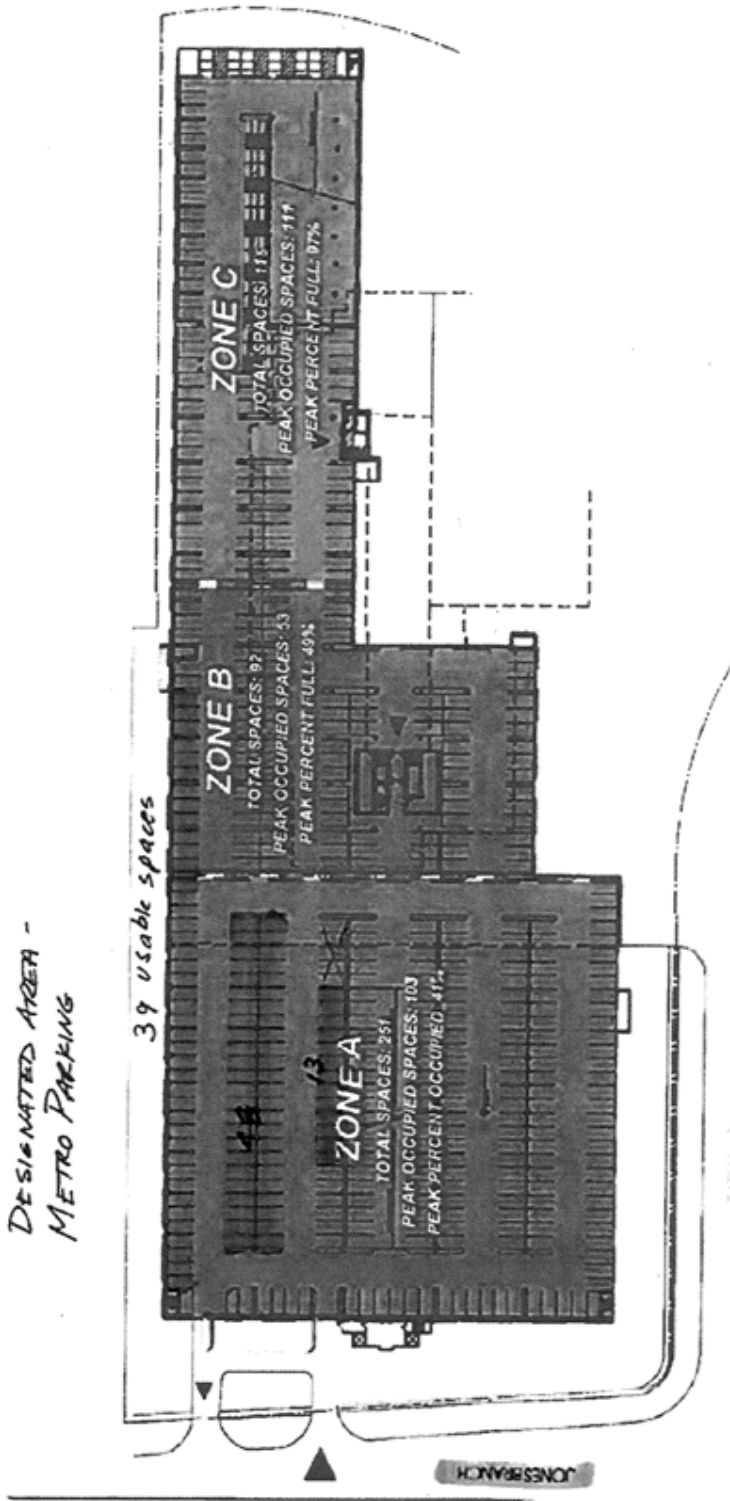 DESIGNATED AREA -
METRO PARKING
39 usable spaces
ZONE C
TOTAL SPACES: 115
PEAK OCCUPIED SPACES: 111
PEAK PERCENT FULL: 97%
ZONE B
TOTAL SPACES: 92
PEAK OCCUPIED SPACES: 53
PEAK PERCENT FULL: 49%
13
ZONE A
TOTAL SPACES: 251
PEAK OCCUPIED SPACES: 103
PEAK PERCENT OCCUPIED: 41%
JONESBRANCH